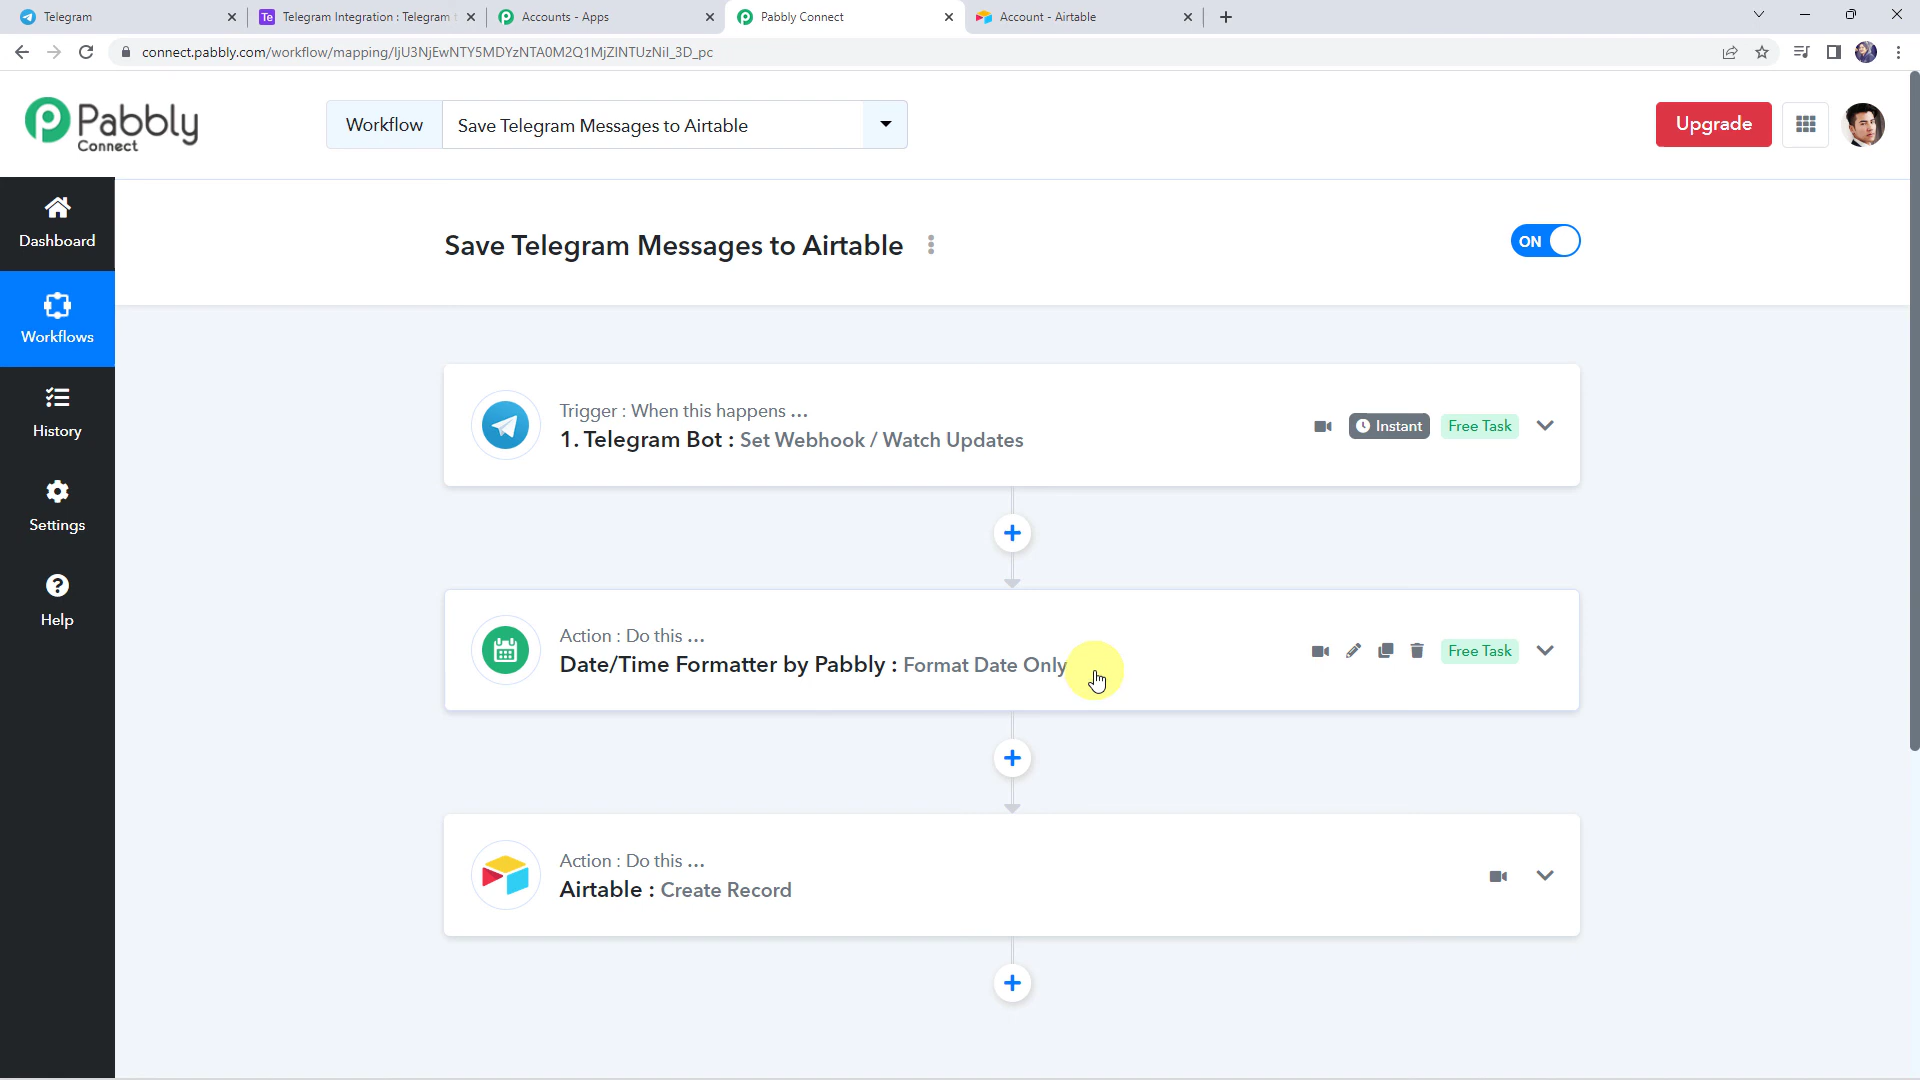 Telegram
Te Telegram Integration : Telegram
Accounts - Apps
Pabbly Connect
Account - Airtable
connect.pabbly.com/workflow/mapping/IjU3NjEwNTY5MDYzNTA0M2Q1MjZlNTUzNiI_3D_pc
Pabbly
Connect
Workflow
Save Telegram Messages to Airtable
Upgrade
Dashboard
Workflows
History
Settings
Help
Save Telegram Messages to Airtable
ON
Trigger : When this happens ...
1. Telegram Bot : Set Webhook / Watch Updates
Instant
Free Task
Action : Do this ...
Date/Time Formatter by Pabbly : Format Date Only
Free Task
Action : Do this ...
Airtable : Create Record